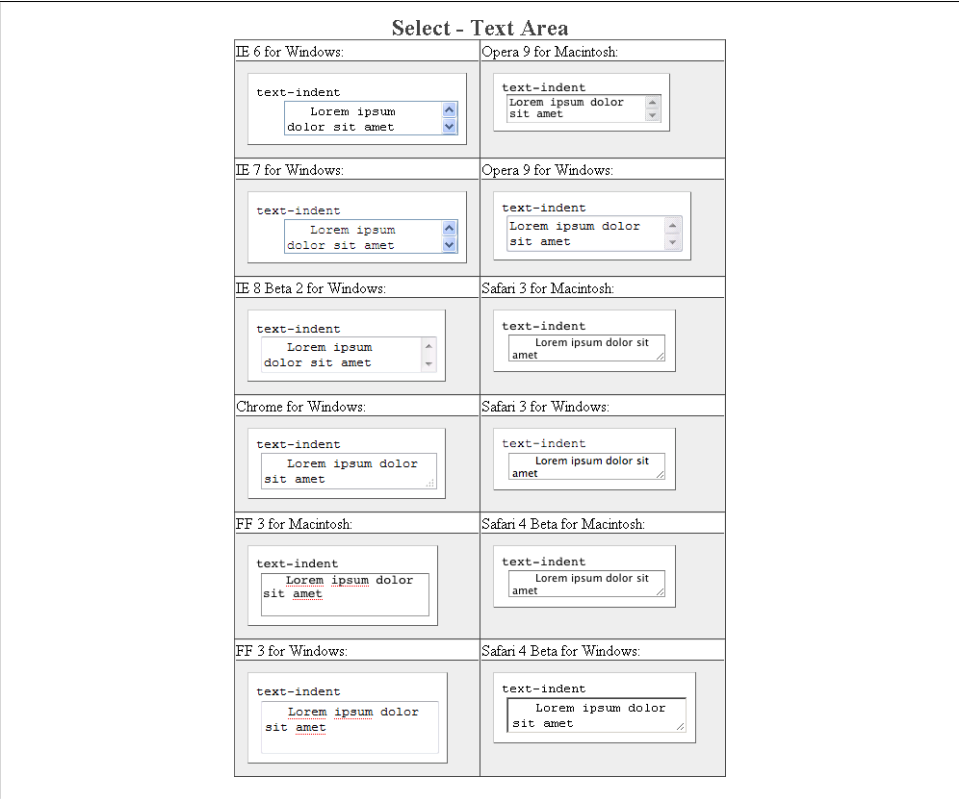 Select - Text Area
IE 6 for Windows:
text-indent
Lorem ipsum
dolor sit amet
Opera 9 for Macintosh:
text-indent
Lorem ipsum dolor
sit amet
IE 7 for Windows:
text-indent
Lorem ipsum
dolor sit amet
Opera 9 for Windows:
text-indent
Lorem ipsum dolor
sit amet
IE 8 Beta 2 for Windows:
text-indent
Lorem ipsum
dolor sit amet
Safari 3 for Macintosh:
text-indent
Lorem ipsum dolor sit
amet
Chrome for Windows:
text-indent
Lorem ipsum dolor
sit amet
Safari 3 for Windows:
text-indent
Lorem ipsum dolor sit
amet
FF 3 for Macintosh:
text-indent
Lorem ipsum dolor
sit amet
Safari 4 Beta for Macintosh:
text-indent
Lorem ipsum dolor sit
amet
FF 3 for Windows:
text-indent
Lorem ipsum dolor
sit amet
Safari 4 Beta for Windows:
text-indent
Lorem ipsum dolor
sit amet